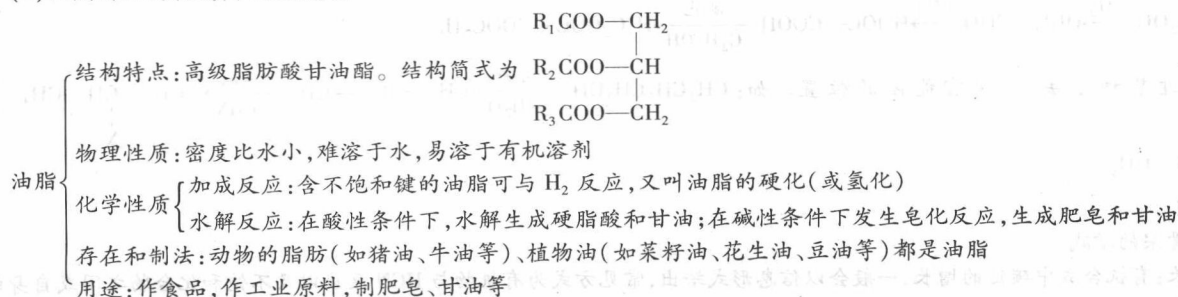 R₁COO—CH₂
结构特点:高级脂肪酸甘油酯。结构简式为 R₂COO—CH
R₃COO—CH₂
物理性质:密度比水小,难溶于水,易溶于有机溶剂
油脂
化学性质
加成反应:含不饱和键的油脂可与 H₂ 反应,又叫油脂的硬化(或氢化)
水解反应:在酸性条件下,水解生成硬脂酸和甘油;在碱性条件下发生皂化反应,生成肥皂和甘油
存在和制法:动物的脂肪(如猪油、牛油等)、植物油(如菜籽油、花生油、豆油等)都是油脂
用途:作食品,作工业原料,制肥皂、甘油等